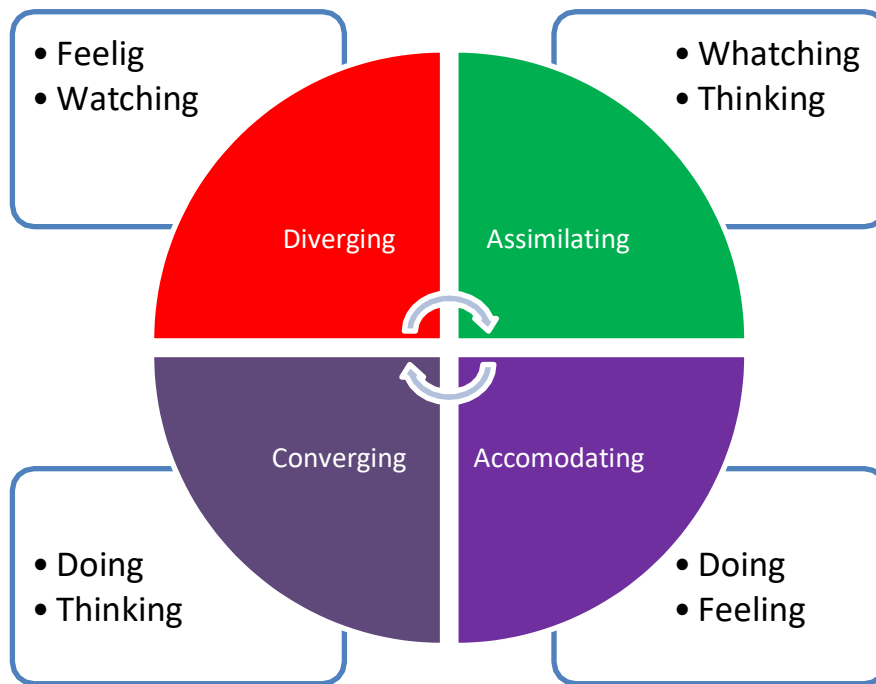 • Feelig
• Watching
• Whatching
• Thinking
Diverging
Assimilating
Converging
Accomodating
• Doing
• Thinking
• Doing
• Feeling